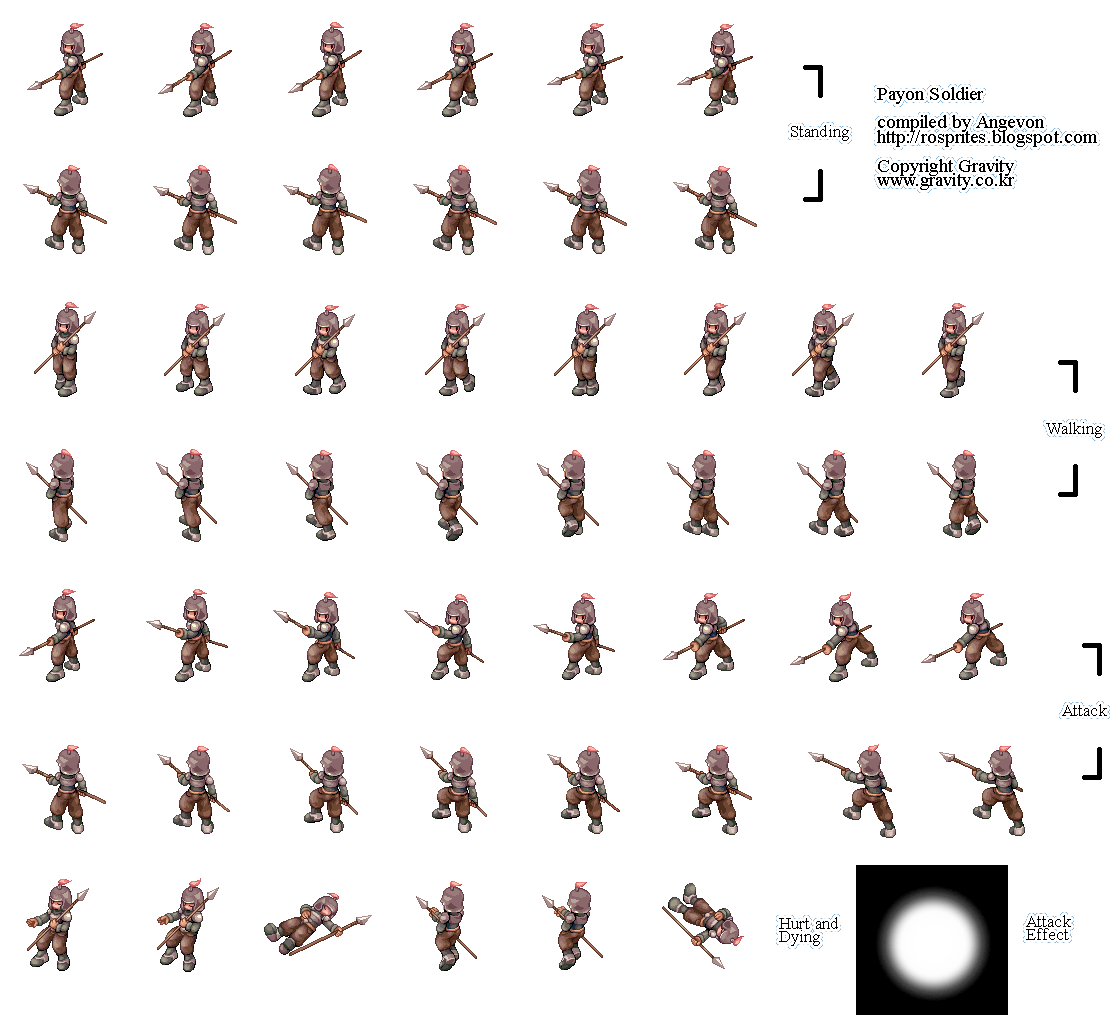 Payon Soldier
compiled by Angevon
http://rosprites.blogspot.com
Copyright Gravity
www.gravity.co.kr
Standing
Walking
Attack
Hurt and
Dying
Attack
Effect